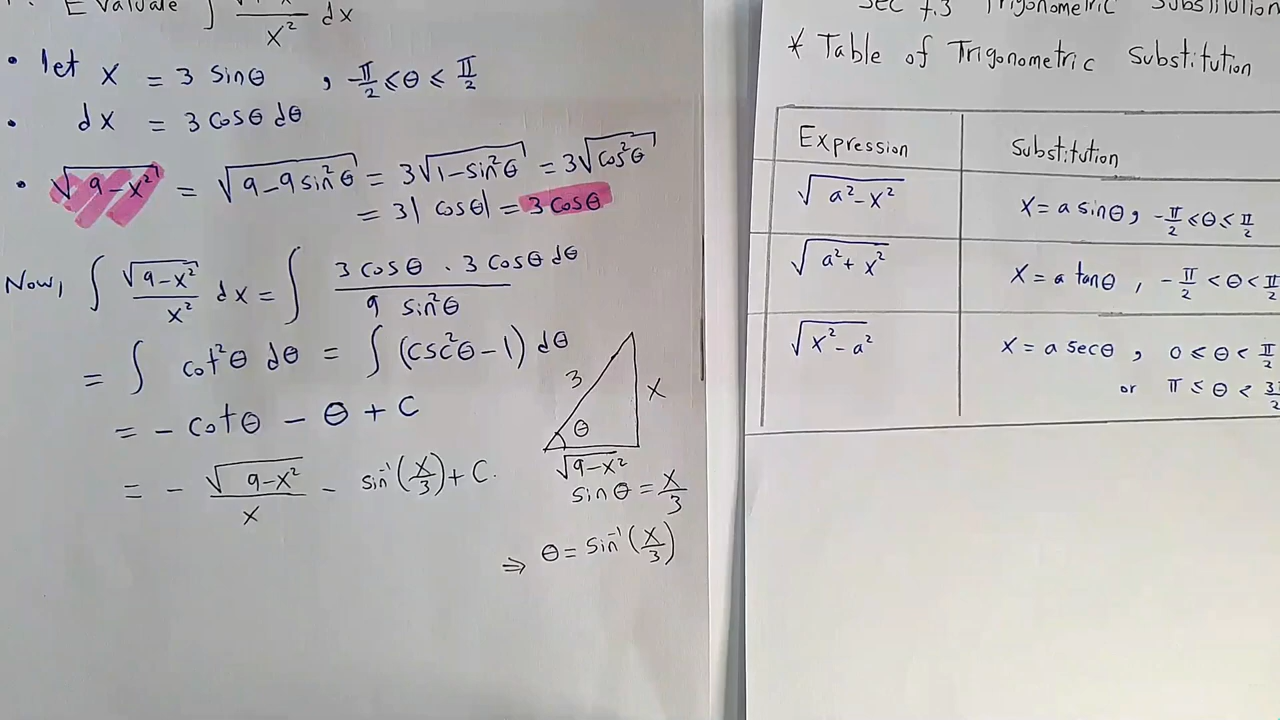 Evaluate ∫ / x² dx
• let x = 3 sinθ , -π/2 ≤ θ ≤ π/2
• dx = 3 cosθ dθ
• √(9-x²) = √(9-9sin²θ) = 3√(1-sin²θ) = 3√(cos²θ)
= 3|cosθ| = 3 cosθ
Now, ∫ √(9-x²)/x² dx = ∫ (3 cosθ . 3 cosθ dθ)/(9 sin²θ)
= ∫ cot²θ dθ = ∫ (csc²θ-1) dθ
= - cotθ - θ + C
= - √(9-x²)/x - sin⁻¹(x/3) + C.
3
x
θ
√(9-x²)
sinθ = x/3
⇒ θ = sin⁻¹(x/3)
Sec 7.3 Trigonometric Substitution
* Table of Trigonometric Substitution
Expression Substitution
√(a²-x²) x = a sinθ, -π/2 ≤ θ ≤ π/2
√(a²+x²) x = a tanθ , -π/2 < θ < π/2
√(x²-a²) x = a secθ , 0 ≤ θ < π/2
or π ≤ θ < 3π/2